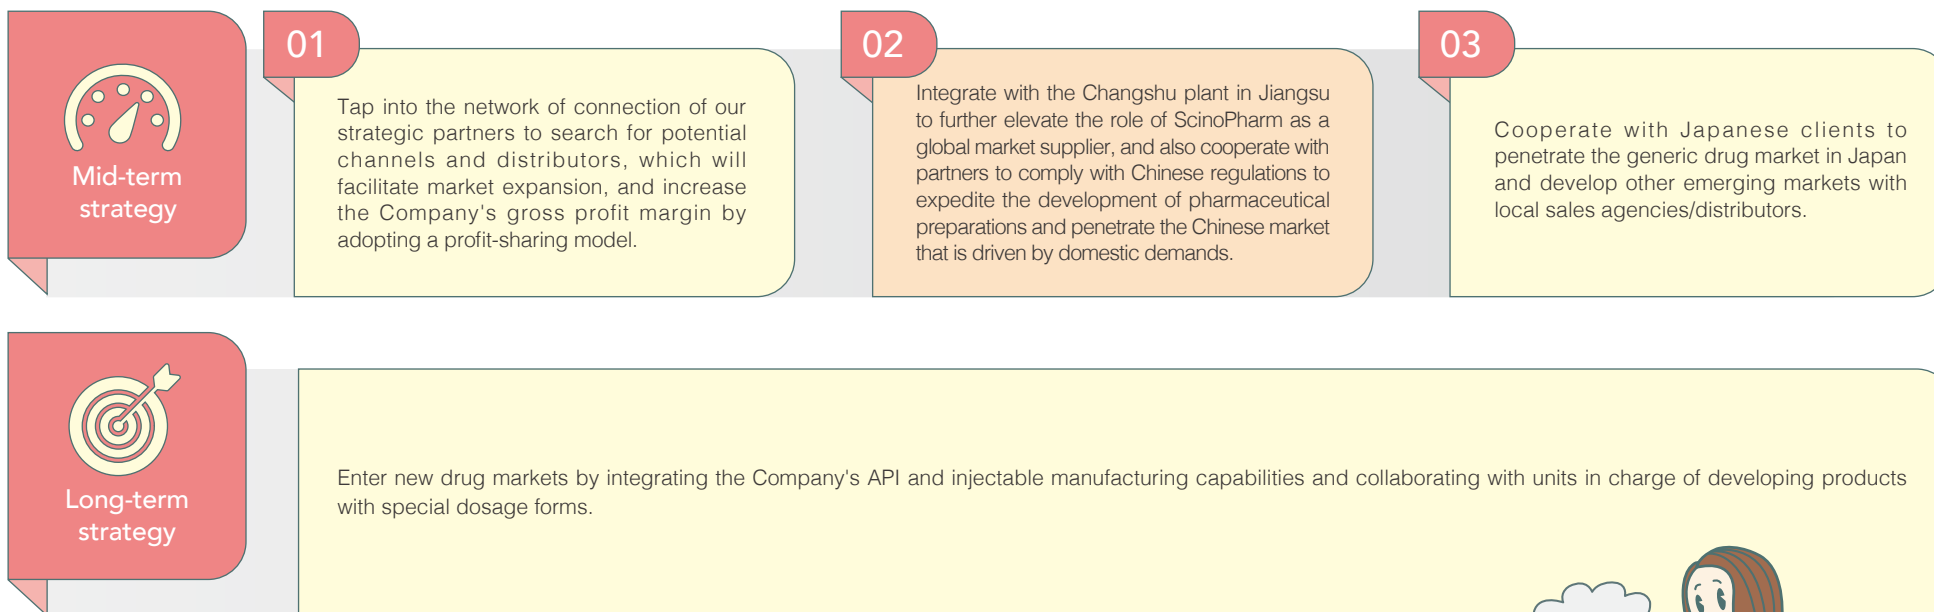 Mid-term
strategy
01
Tap into the network of connection of our
strategic partners to search for potential
channels and distributors, which will
facilitate market expansion, and increase
the Company's gross profit margin by
adopting a profit-sharing model.
02
Integrate with the Changshu plant in Jiangsu
to further elevate the role of ScinoPharm as a
global market supplier, and also cooperate with
partners to comply with Chinese regulations to
expedite the development of pharmaceutical
preparations and penetrate the Chinese market
that is driven by domestic demands.
03
Cooperate with Japanese clients to
penetrate the generic drug market in Japan
and develop other emerging markets with
local sales agencies/distributors.
Long-term
strategy
Enter new drug markets by integrating the Company's API and injectable manufacturing capabilities and collaborating with units in charge of developing products
with special dosage forms.